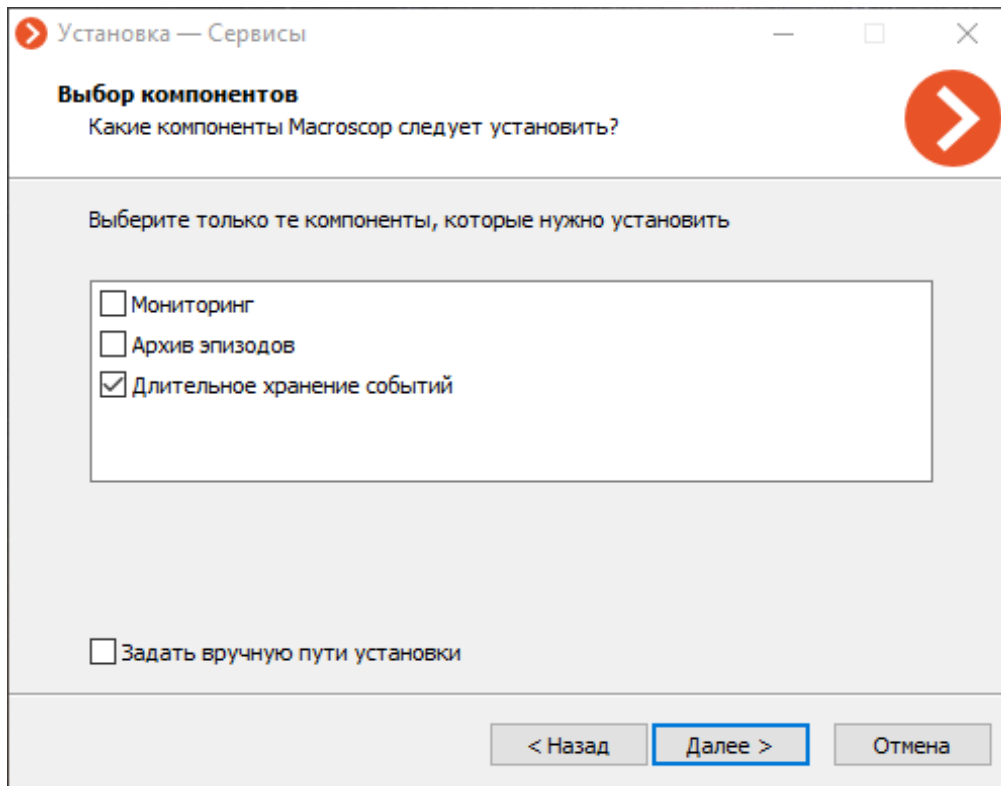 Установка — Сервисы
Выбор компонентов
Какие компоненты Macroscop следует установить?
Выберите только те компоненты, которые нужно установить
Мониторинг
Архив эпизодов
Длительное хранение событий
Задать вручную пути установки
< Назад
Далее >
Отмена